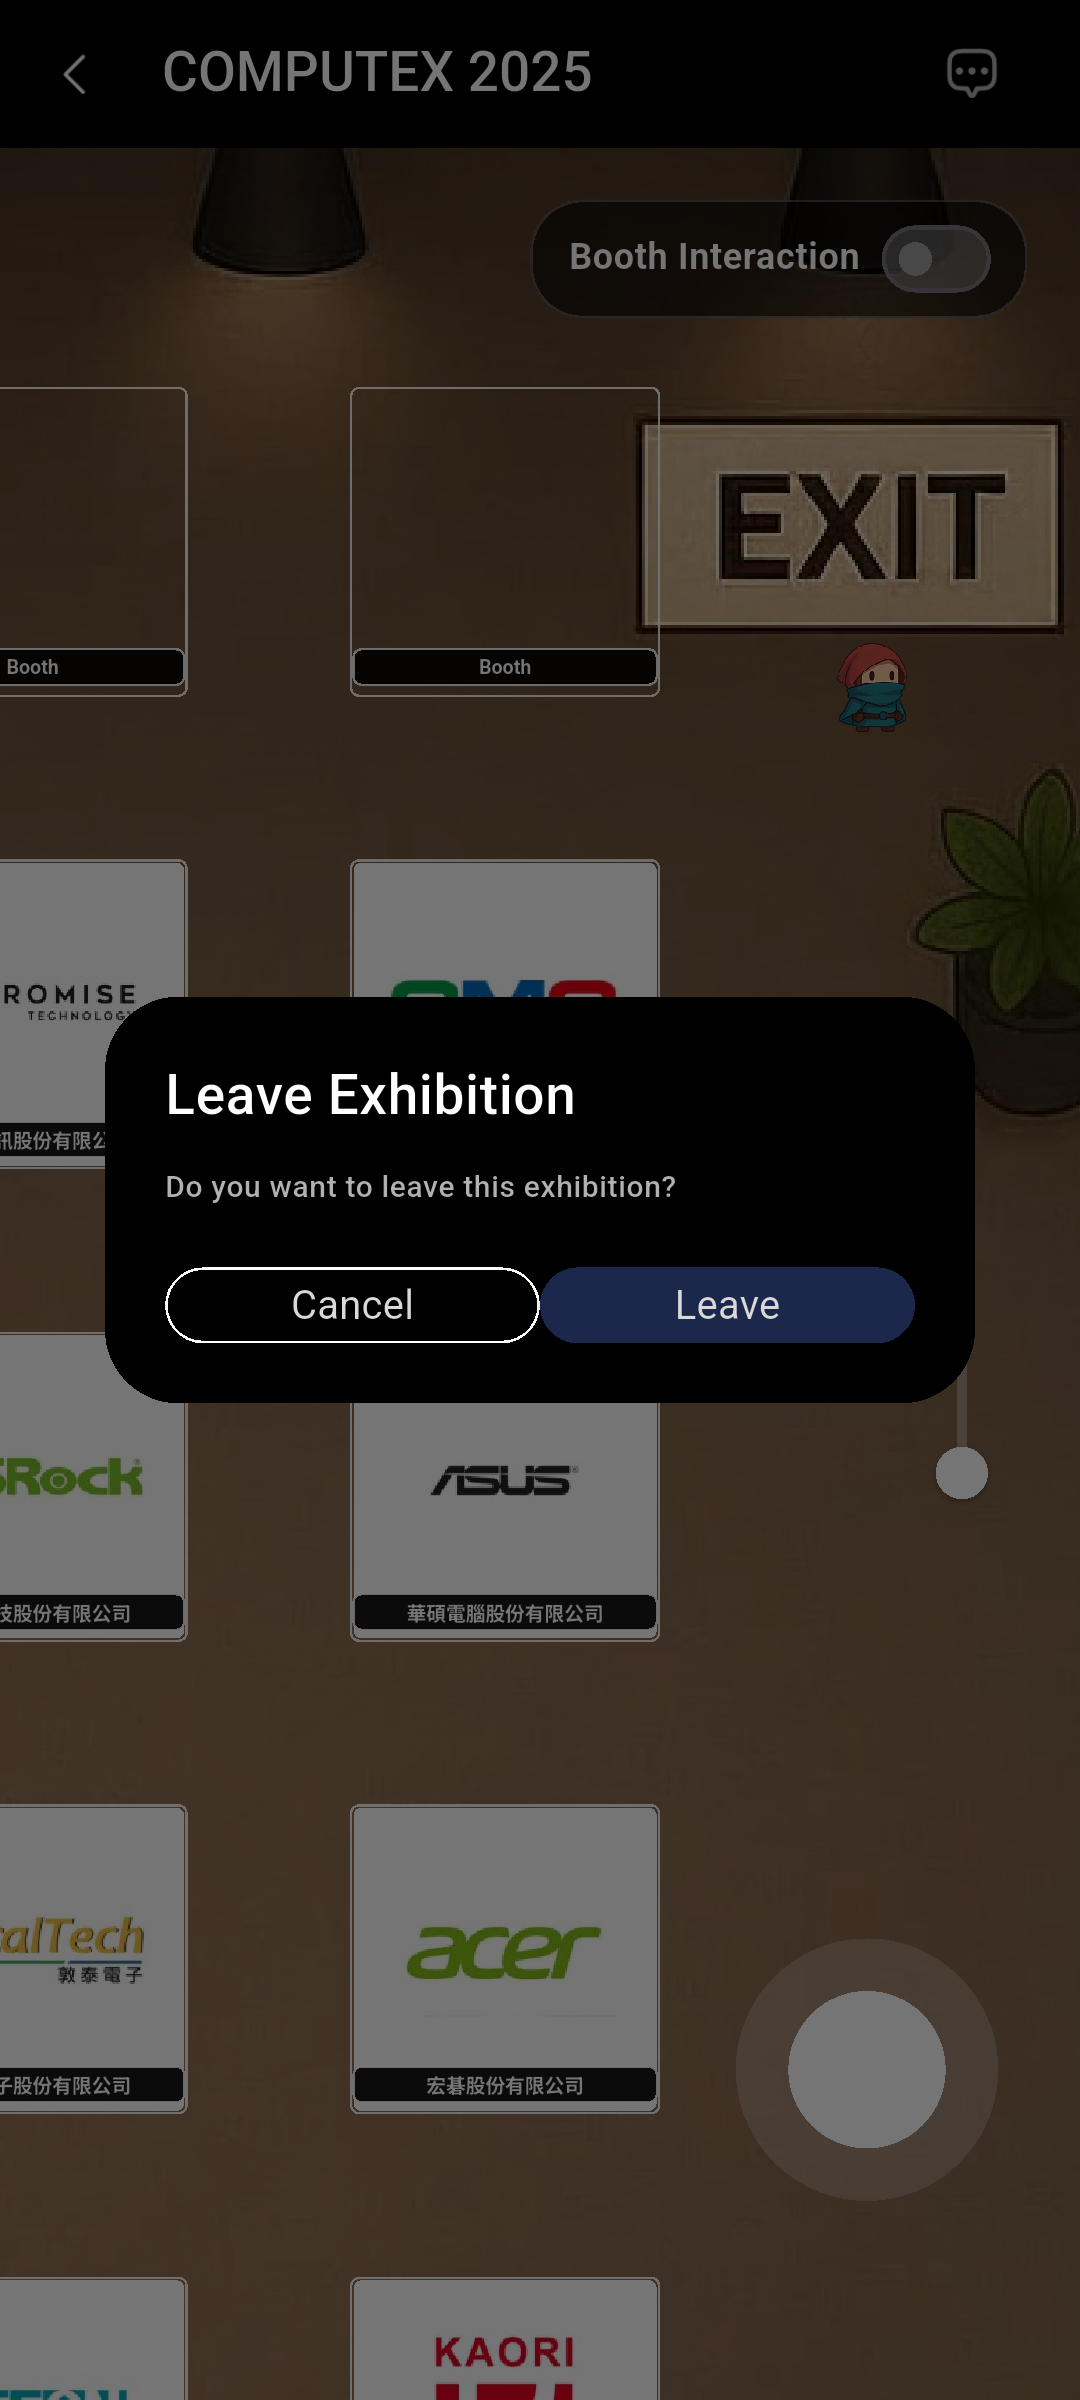 COMPUTEX 2025
Booth Interaction
EXIT
Booth
Booth
ROMISE
TECHNOLOGY
訊股份有限公
Leave Exhibition
Do you want to leave this exhibition?
Cancel
Leave
SRock
ASUS
技股份有限公司
華碩電腦股份有限公司
calTech
敦泰電子
acer
子股份有限公司
宏碁股份有限公司
KAORI